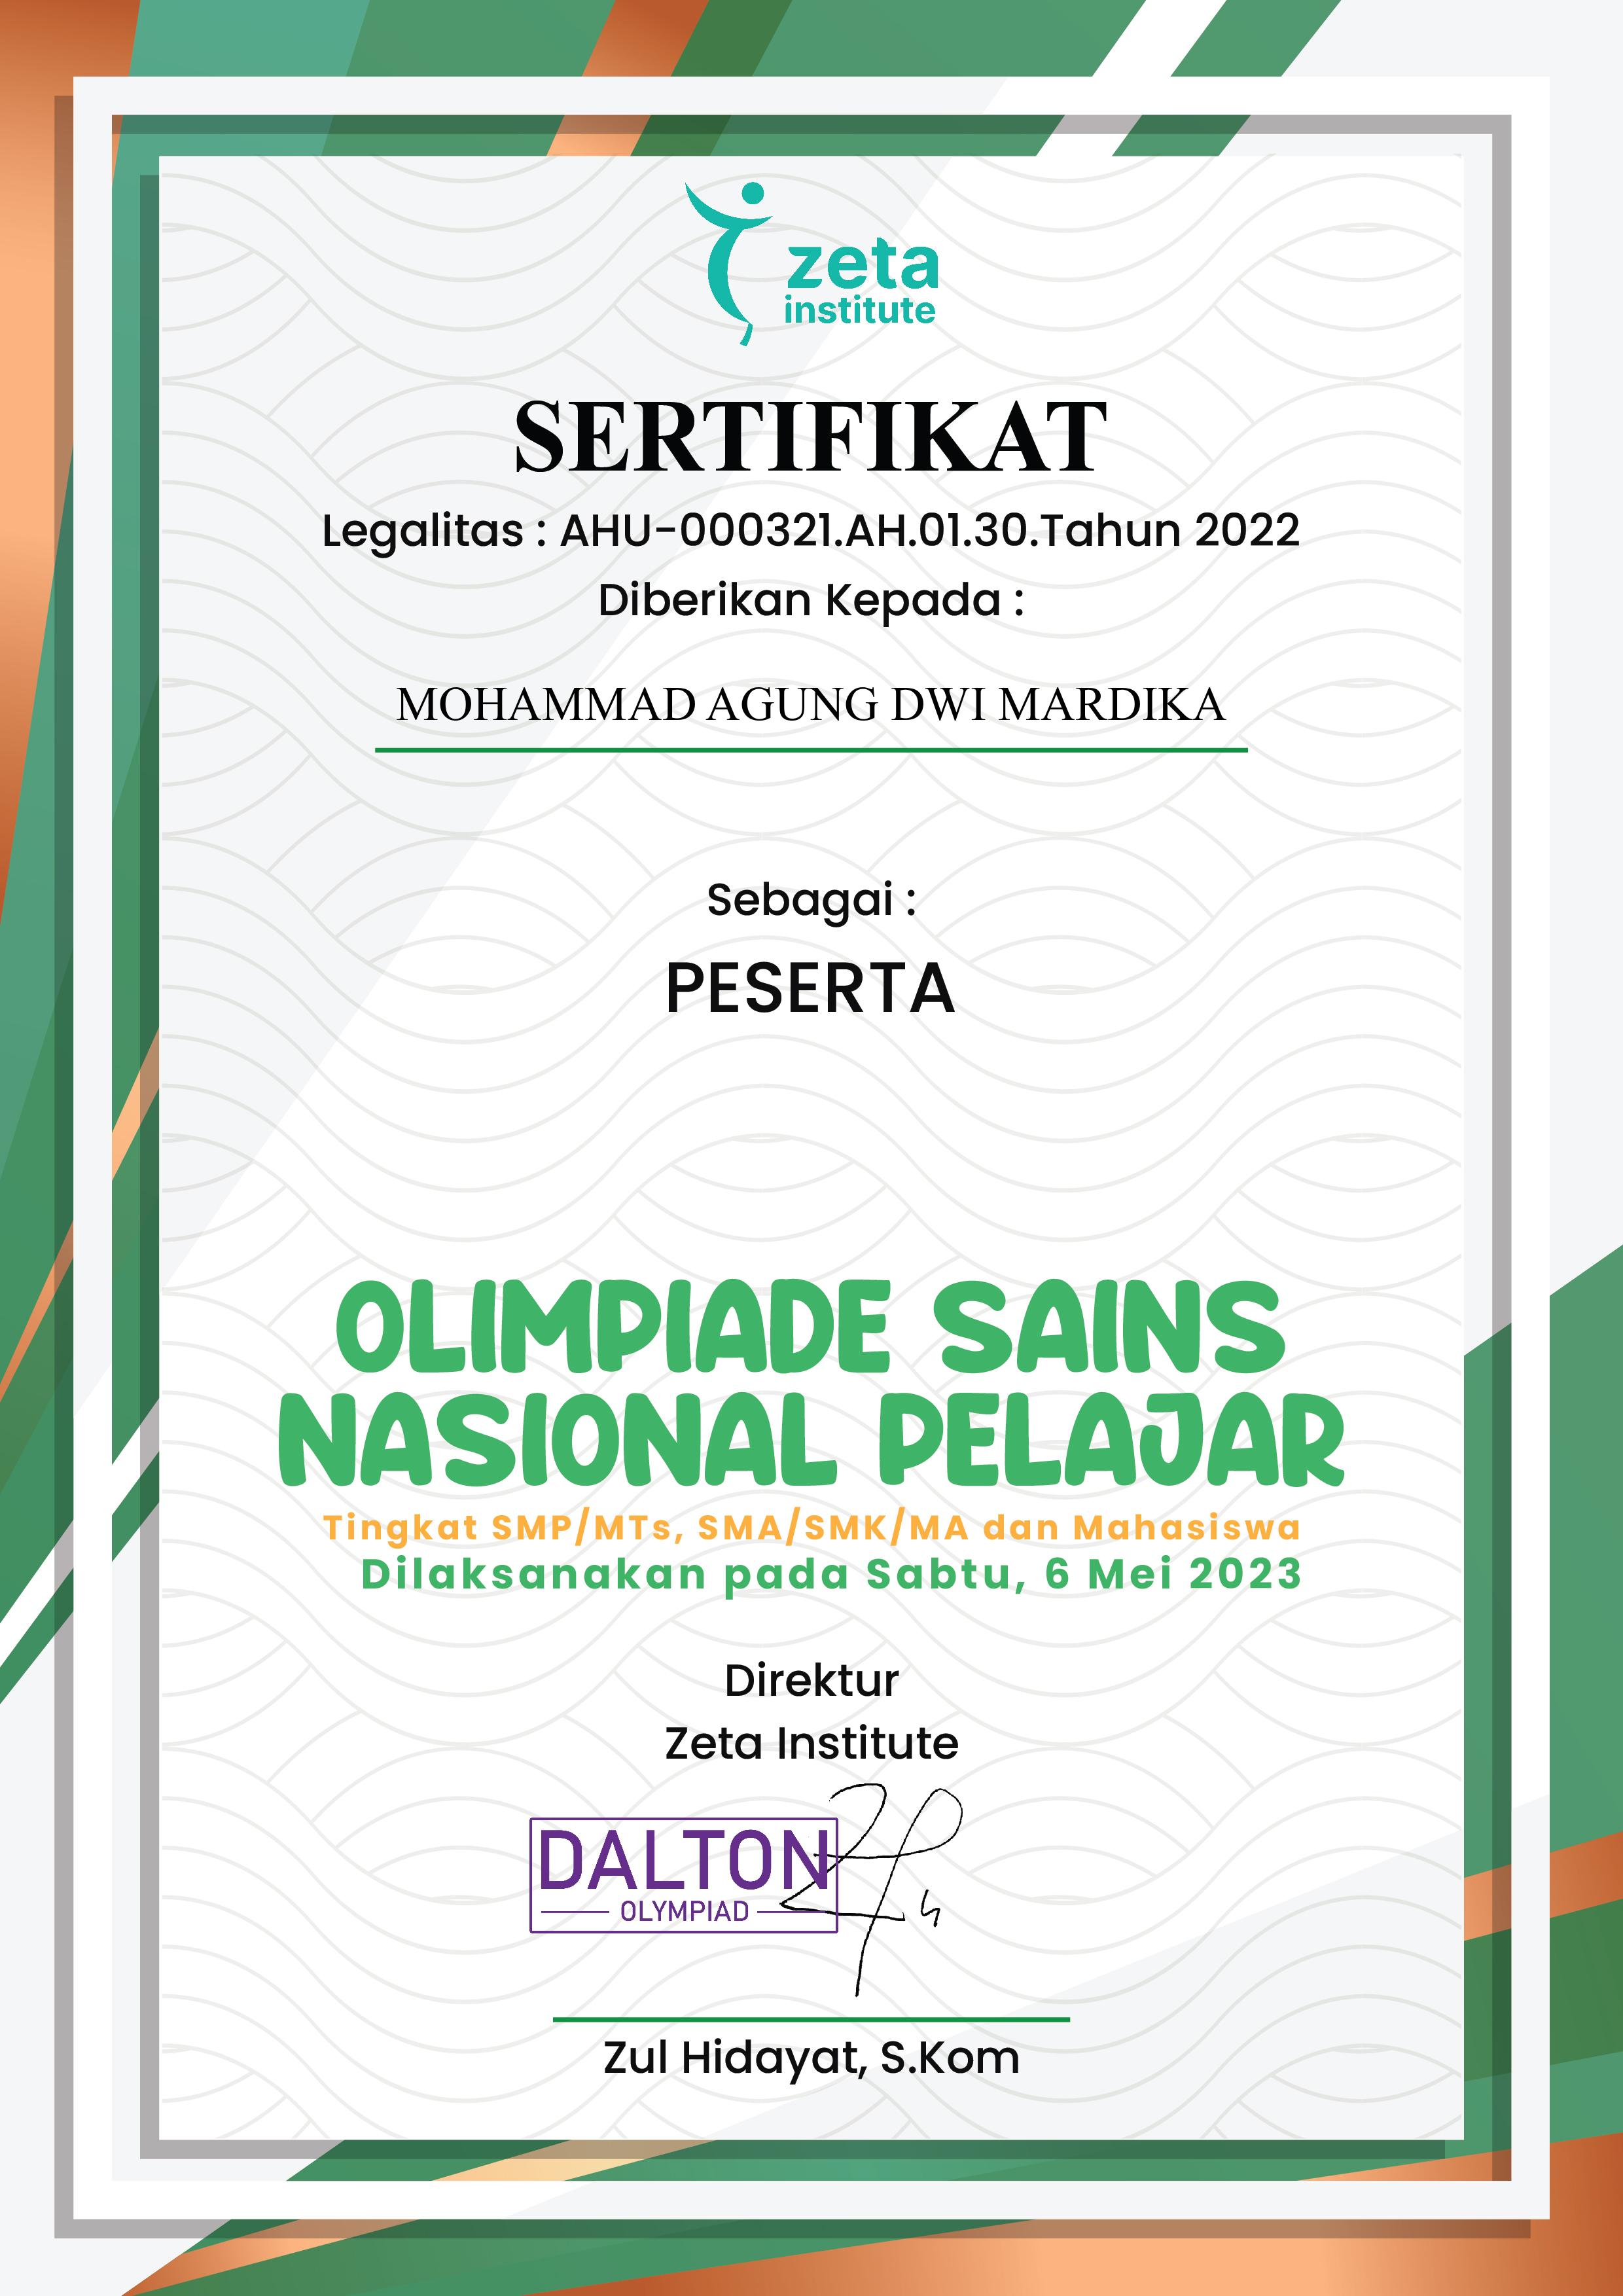 zeta
institute
SERTIFIKAT
Legalitas : AHU-000321.AH.01.30.Tahun 2022
Diberikan Kepada :
MOHAMMAD AGUNG DWI MARDIKA
Sebagai :
PESERTA
OLIMPIADE SAINS
NASIONAL PELAJAR
Tingkat SMP/MTs, SMA/SMK/MA dan Mahasiswa
Dilaksanakan pada Sabtu, 6 Mei 2023
Direktur
Zeta Institute
DALTON
OLYMPIAD
Zul Hidayat, S.Kom